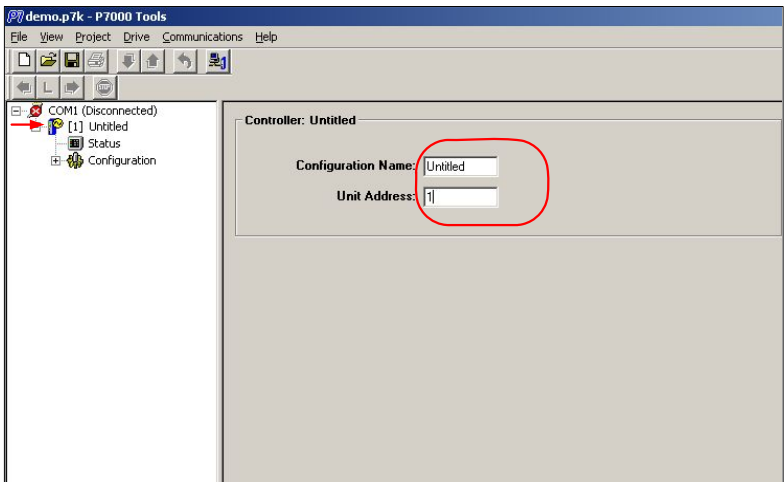 demo.p7k - P7000 Tools
File View Project Drive Communications Help
L
COM1 (Disconnected)
[1] Untitled
Status
Configuration
Controller: Untitled
Configuration Name: Untitled
Unit Address: 1